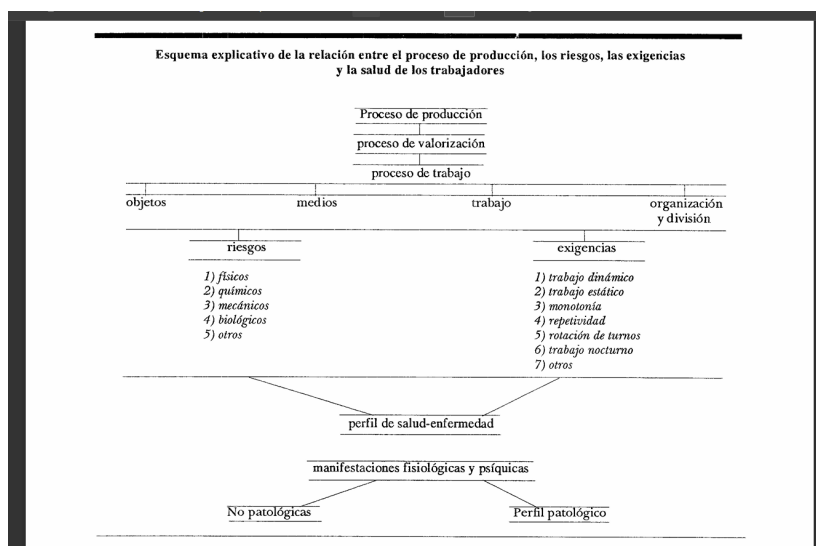 Esquema explicativo de la relación entre el proceso de producción, los riesgos, las exigencias
y la salud de los trabajadores
Proceso de producción
proceso de valorización
proceso de trabajo
objetos medios trabajo organización
y división
riesgos
1) físicos
2) químicos
3) mecánicos
4) biológicos
5) otros
exigencias
1) trabajo dinámico
2) trabajo estático
3) monotonía
4) repetividad
5) rotación de turnos
6) trabajo nocturno
7) otros
perfil de salud-enfermedad
manifestaciones fisiológicas y psíquicas
No patológicas Perfil patológico